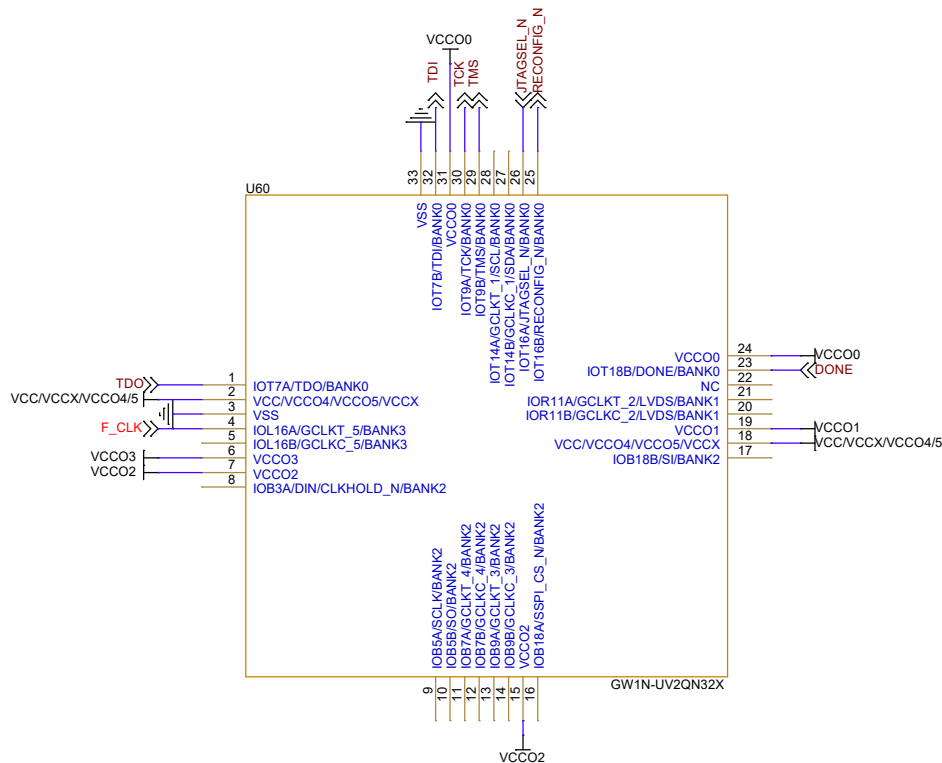 VCCO0
TDI
TCK
TMS
JTAGSEL_N
RECONFIG_N
33
32
31
30
29
28
27
26
25
U60
VSS
IOT7B/TDI/BANK0
VCCO0
IOT9A/TCK/BANK0
IOT9B/TMS/BANK0
IOT14A/GCLKT_1/SCL/BANK0
IOT14B/GCLKC_1/SDA/BANK0
IOT16A/JTAGSEL_N/BANK0
IOT16B/RECONFIG_N/BANK0
TDO 1 IOT7A/TDO/BANK0
VCC/VCCX/VCCO4/5 2 VCC/VCCO4/VCCO5/VCCX
3 VSS
F_CLK 4 IOL16A/GCLKT_5/BANK3
5 IOL16B/GCLKC_5/BANK3
VCCO3 6 VCCO3
VCCO2 7 VCCO2
8 IOB3A/DIN/CLKHOLD_N/BANK2
VCCO0 24 VCCO0
IOT18B/DONE/BANK0 23 DONE
NC 22
IOR11A/GCLKT_2/LVDS/BANK1 21
IOR11B/GCLKC_2/LVDS/BANK1 20
VCCO1 19 VCCO1
VCC/VCCO4/VCCO5/VCCX 18 VCC/VCCX/VCCO4/5
IOB18B/SI/BANK2 17
IOB5A/SCLK/BANK2
IOB5B/SO/BANK2
IOB7A/GCLKT_4/BANK2
IOB7B/GCLKC_4/BANK2
IOB9A/GCLKT_3/BANK2
IOB9B/GCLKC_3/BANK2
VCCO2
IOB18A/SSPI_CS_N/BANK2
GW1N-UV2QN32X
9
10
11
12
13
14
15
16
VCCO2